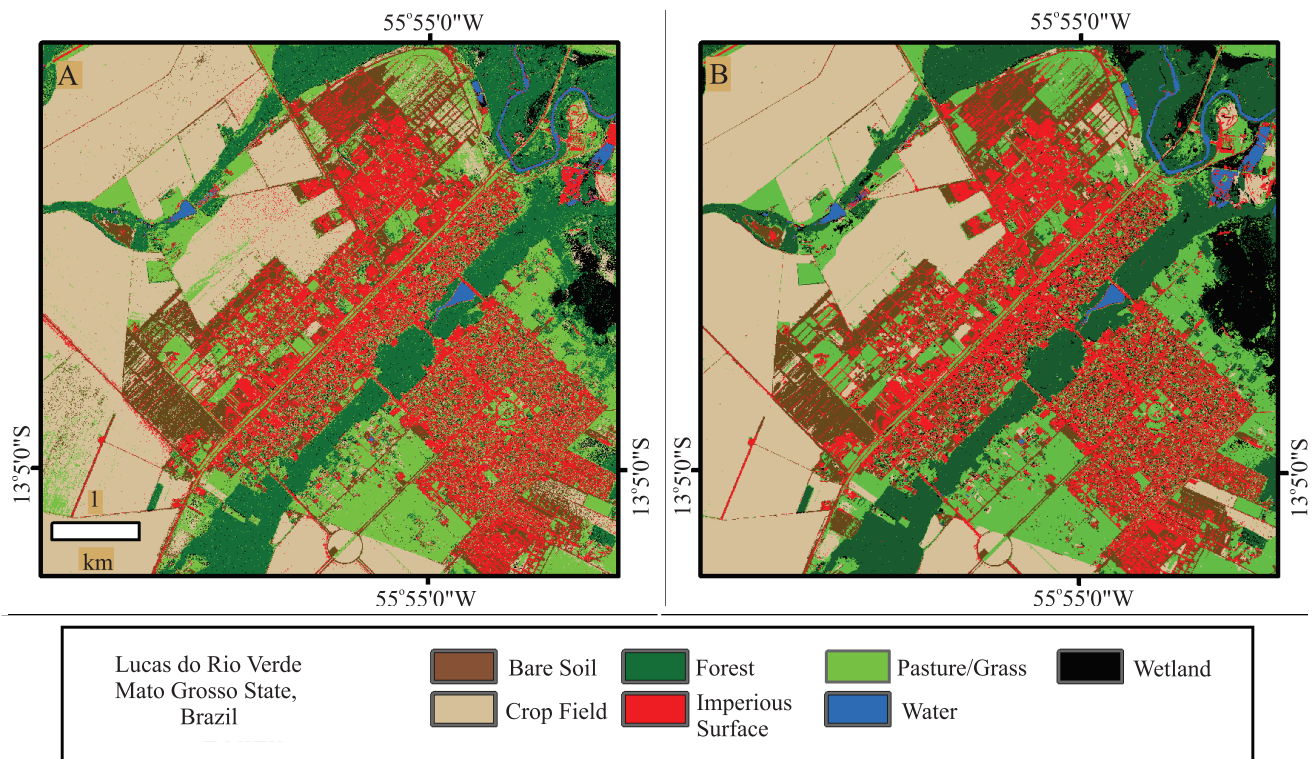 55°55'0"W
55°55'0"W
A
B
13°5'0"S
13°5'0"S
13°5'0"S
13°5'0"S
1
km
55°55'0"W
55°55'0"W
Lucas do Rio Verde
Mato Grosso State,
Brazil
Bare Soil
Forest
Pasture/Grass
Wetland
Crop Field
Imperious
Surface
Water